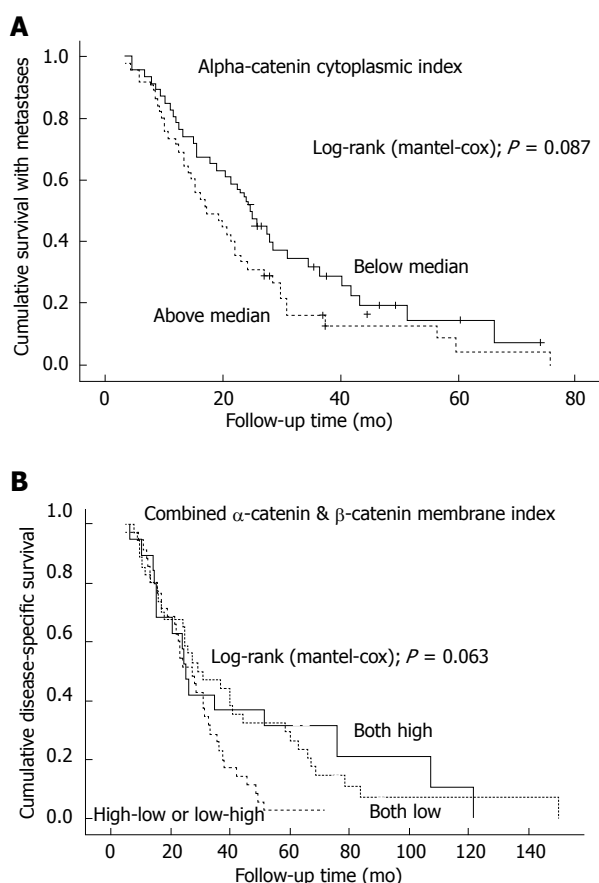 A
Alpha-catenin cytoplasmic index
Log-rank (mantel-cox); P = 0.087
Below median
Above median
Cumulative survival with metastases
1.0
0.8
0.6
0.4
0.2
0.0
0 20 40 60 80
Follow-up time (mo)
B
Combined α-catenin & β-catenin membrane index
Log-rank (mantel-cox); P = 0.063
Both high
Both low
High-low or low-high
Cumulative disease-specific survival
1.0
0.8
0.6
0.4
0.2
0.0
0 20 40 60 80 100 120 140
Follow-up time (mo)